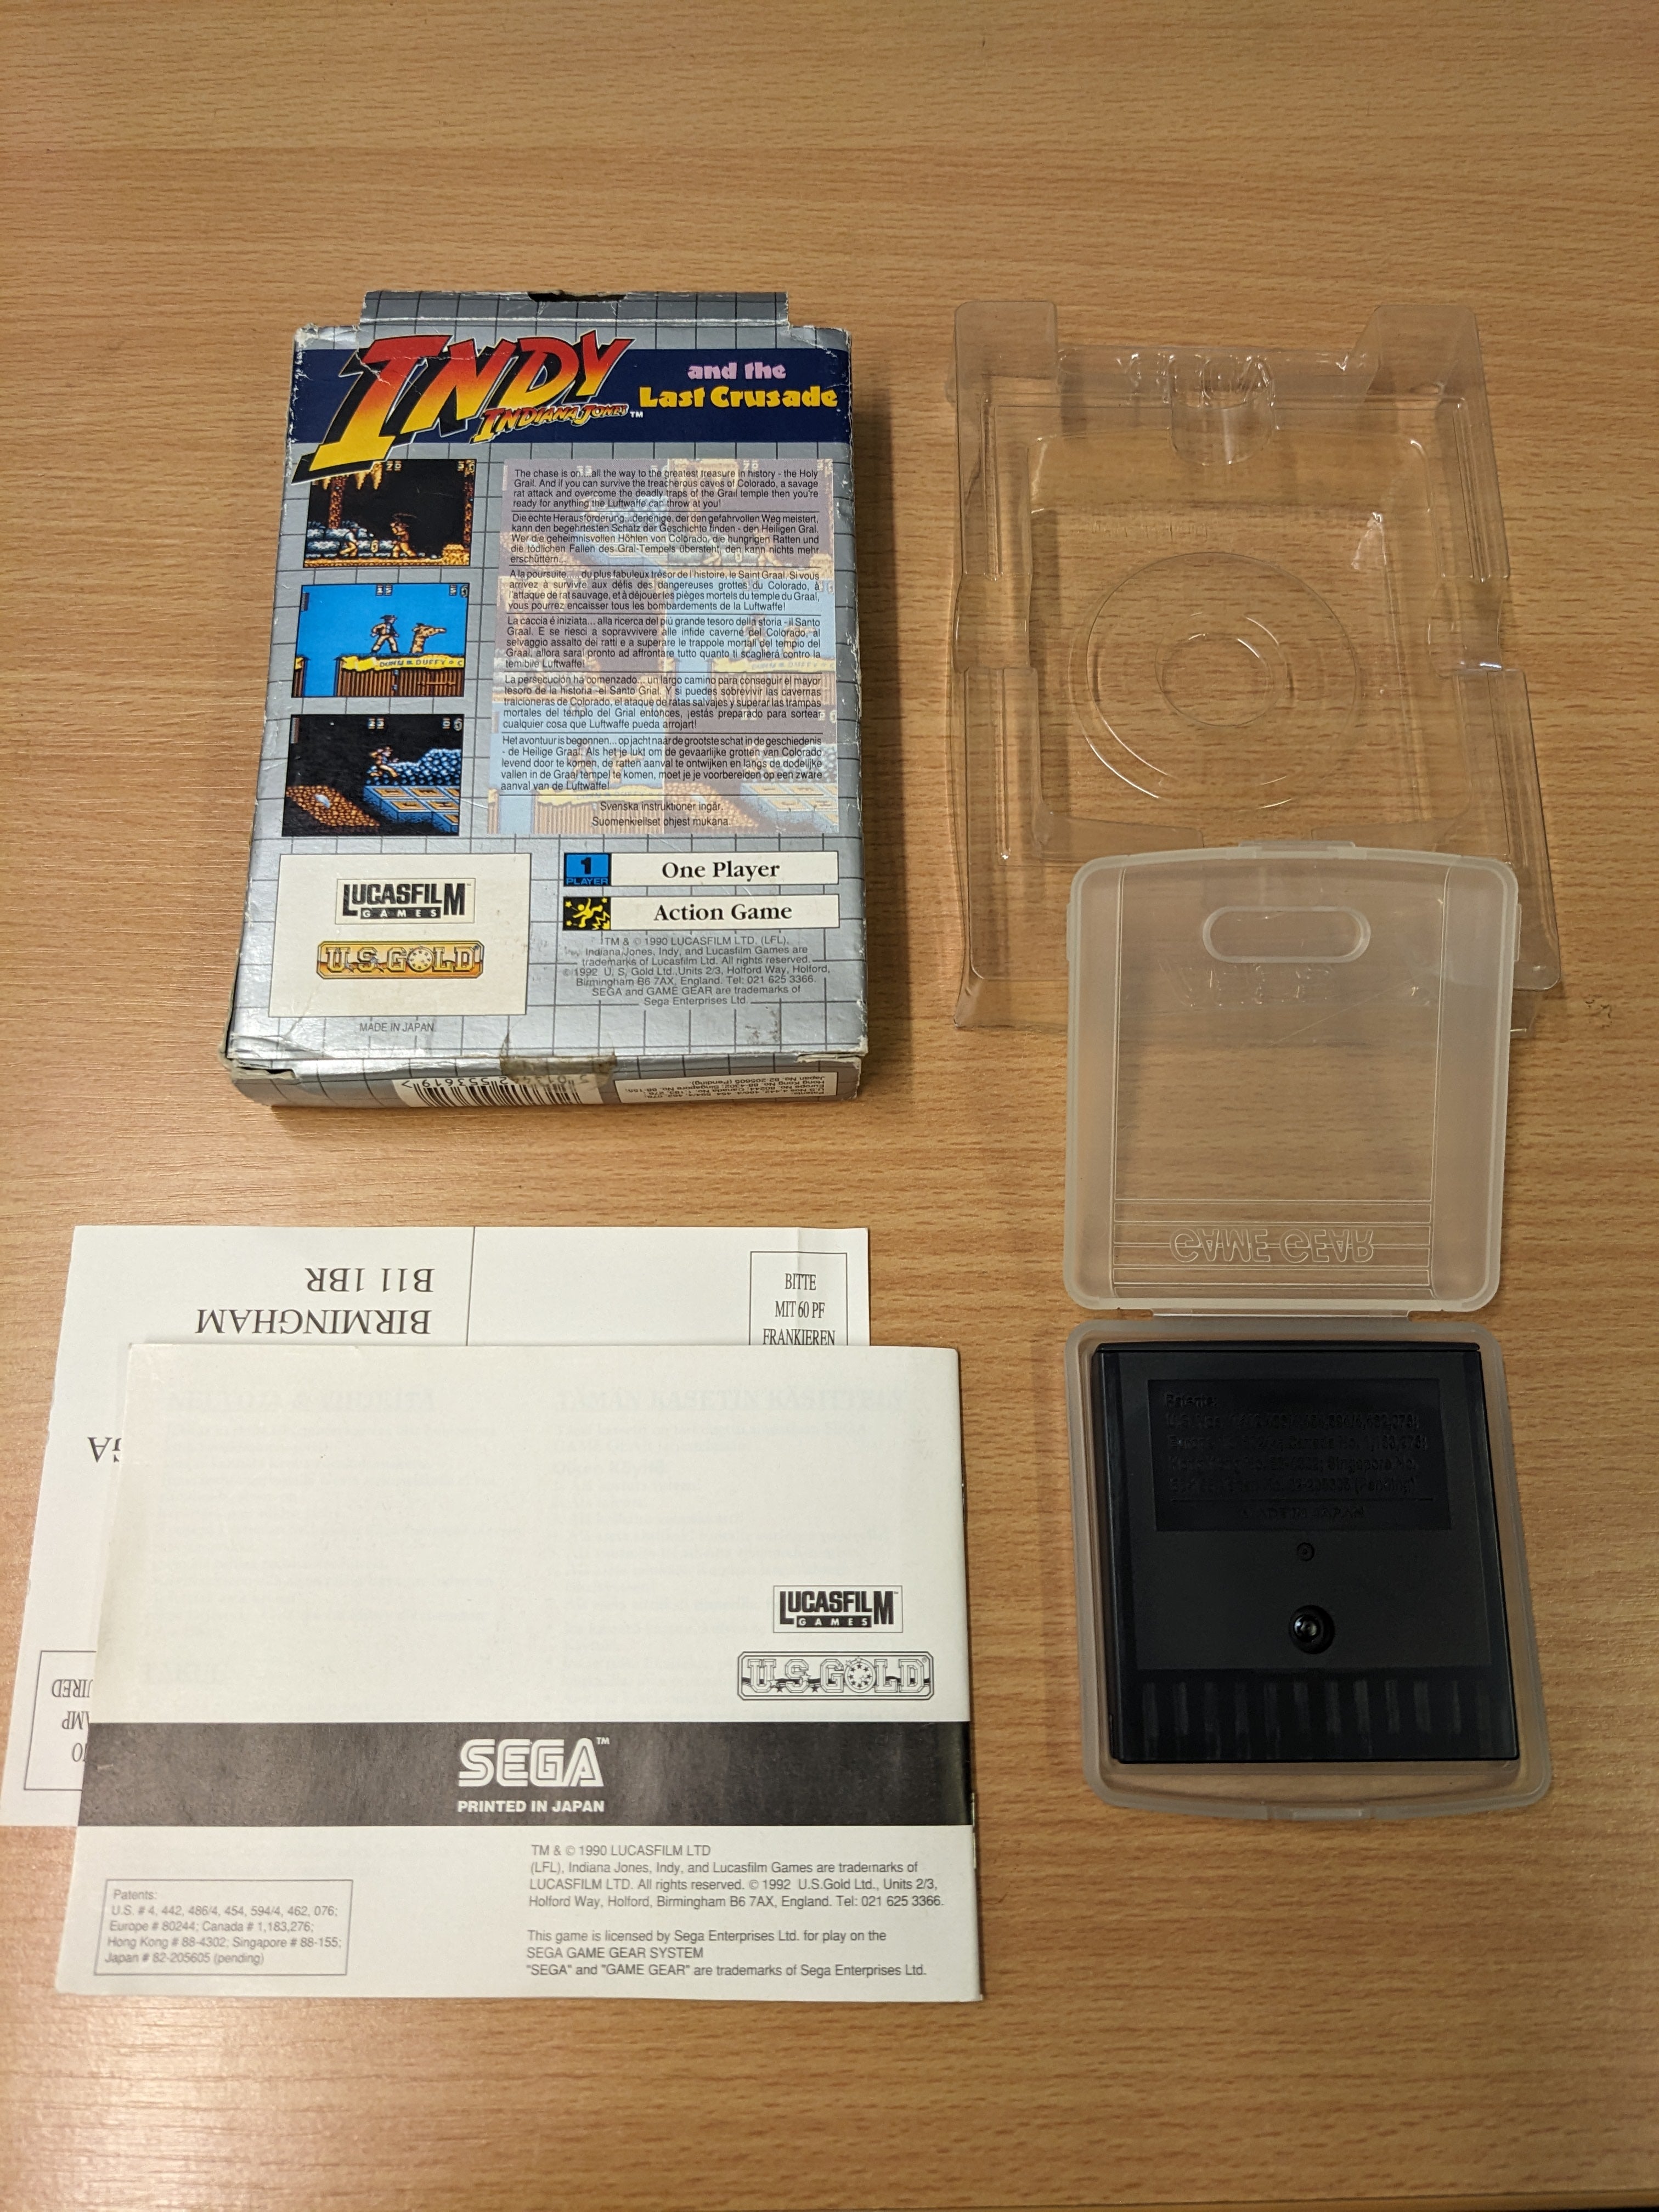 INDY
INDIANA JONES™
and the
Last Crusade
The chase is on...all the way to the greatest treasure in history - the Holy
Grail. And if you can survive the treacherous caves of Colorado, a savage
rat attack and overcome the deadly traps of the Grail temple then you're
ready for anything the Luftwaffe can throw at you!
Die echte Herausforderung...derjenige, der den gefahrvollen Weg meistert,
kann den begehrtesten Schatz der Geschichte finden - den Heiligen Gral.
Wer die geheimnisvollen Höhlen von Colorado, die hungrigen Ratten und
die tödlichen Fallen des Gral-Tempels übersteht, den kann nichts mehr
erschüttern...
A la poursuite..... du plus fabuleux trésor de l'histoire, le Saint Graal. Si vous
arrivez à survivre aux défis des dangereuses grottes du Colorado, à
l'attaque de rat sauvage, et à déjouer les pièges mortels du temple du Graal,
vous pourrez encaisser tous les bombardements de la Luftwaffe!
La caccia é iniziata... alla ricerca del più grande tesoro della storia - il Santo
Graal. E se riesci a sopravvivere alle infide caverne del Colorado, al
selvaggio assalto dei ratti e a superare le trappole mortali del tempio del
Graal, allora sarai pronto ad affrontare tutto quanto ti scaglierá contro la
temibile Luftwaffe!
La persecución ha comenzado... un largo camino para conseguir el mayor
tesoro de la historia -el Santo Grial. Y si puedes sobrevivir las cavernas
traicioneras de Colorado, el ataque de ratas salvajes y superar las trampas
mortales del templo del Grial entonces, ¡estás preparado para sortear
cualquier cosa que Luftwaffe pueda arrojart!
Het avontuur is begonnen... op jacht naar de grootste schat in de geschiedenis
- de Heilige Graal. Als het je lukt om de gevaarlijke grotten van Colorado
levend door te komen, de ratten aanval te ontwijken en langs de dodelijke
vallen in de Graal tempel te komen, moet je je voorbereiden op een zware
aanval van de Luftwaffe!
Svenska instruktioner ingår.
Suomenkieliset ohjest mukana.
DUNN & DUFFY
LUCASFILM™
GAMES
U.S. GOLD
1
PLAYER
One Player
Action Game
TM & © 1990 LUCASFILM LTD. (LFL),
Indiana Jones, Indy, and Lucasfilm Games are
trademarks of Lucasfilm Ltd. All rights reserved.
© 1992 U. S. Gold Ltd., Units 2/3, Holford Way, Holford,
Birmingham B6 7AX, England. Tel: 021 625 3366.
SEGA and GAME GEAR are trademarks of
Sega Enterprises Ltd.
MADE IN JAPAN
GAME GEAR
BIRMINGHAM
B11 1BR
BITTE
MIT 60 PF
FRANKIEREN
LUCASFILM™
GAMES
U.S. GOLD
SEGA™
PRINTED IN JAPAN
TM & © 1990 LUCASFILM LTD
(LFL), Indiana Jones, Indy, and Lucasfilm Games are trademarks of
LUCASFILM LTD. All rights reserved. © 1992 U.S.Gold Ltd., Units 2/3,
Holford Way, Holford, Birmingham B6 7AX, England. Tel: 021 625 3366.
This game is licensed by Sega Enterprises Ltd. for play on the
SEGA GAME GEAR SYSTEM
"SEGA" and "GAME GEAR" are trademarks of Sega Enterprises Ltd.
Patents:
U.S. # 4, 442, 486/4, 454, 594/4, 462, 076;
Europe # 80244; Canada # 1,183,276;
Hong Kong # 88-4302; Singapore # 88-155;
Japan # 82-205605 (pending)
Patents:
Singapore No.
(Pending)
MADE IN JAPAN